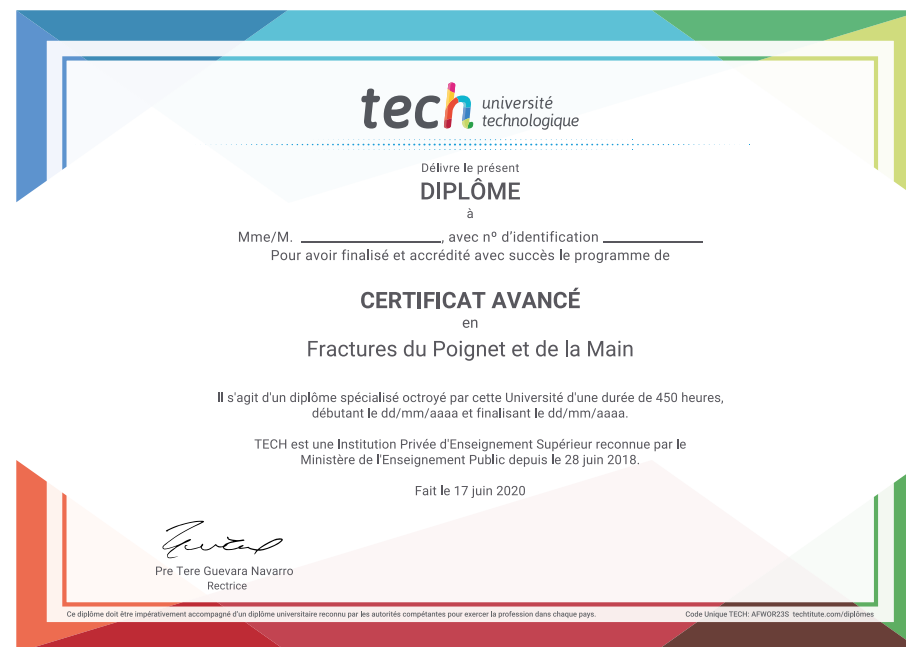 tech université
technologique
Délivre le présent
DIPLÔME
à
Mme/M. ____________________, avec nº d'identification ______________
Pour avoir finalisé et accrédité avec succès le programme de
CERTIFICAT AVANCÉ
en
Fractures du Poignet et de la Main
Il s'agit d'un diplôme spécialisé octroyé par cette Université d'une durée de 450 heures,
débutant le dd/mm/aaaa et finalisant le dd/mm/aaaa.
TECH est une Institution Privée d'Enseignement Supérieur reconnue par le
Ministère de l'Enseignement Public depuis le 28 juin 2018.
Fait le 17 juin 2020
Pre Tere Guevara Navarro
Rectrice
Ce diplôme doit être impérativement accompagné d'un diplôme universitaire reconnu par les autorités compétantes pour exercer la profession dans chaque pays.
Code Unique TECH: AFWOR23S techtitute.com/diplômes